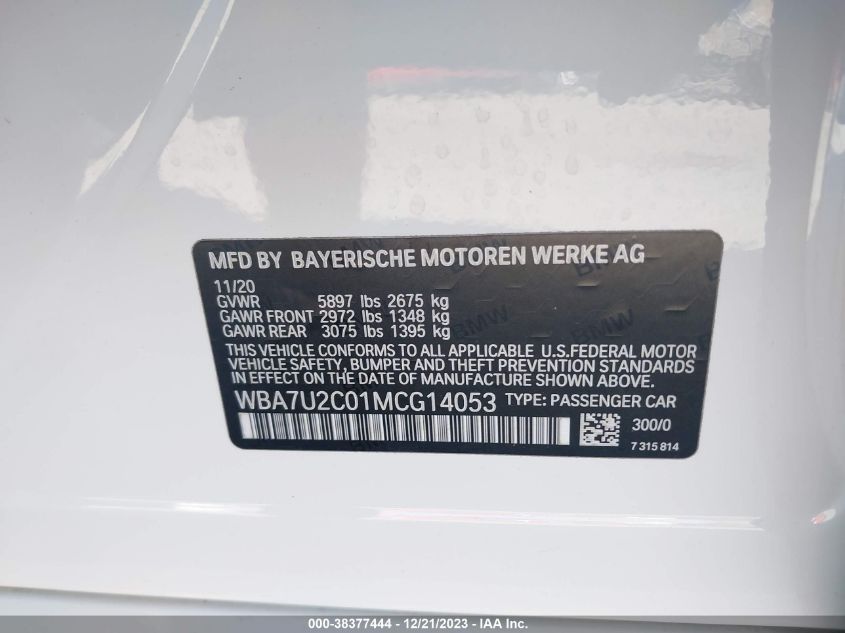 MFD BY BAYERISCHE MOTOREN WERKE AG
11/20
GVWR 5897 lbs 2675 kg
GAWR FRONT 2972 lbs 1348 kg
GAWR REAR 3075 lbs 1395 kg
THIS VEHICLE CONFORMS TO ALL APPLICABLE U.S.FEDERAL MOTOR
VEHICLE SAFETY, BUMPER AND THEFT PREVENTION STANDARDS
IN EFFECT ON THE DATE OF MANUFACTURE SHOWN ABOVE.
WBA7U2C01MCG14053 TYPE: PASSENGER CAR
300/0
7 315 814
000-38377444 - 12/21/2023 - IAA Inc.